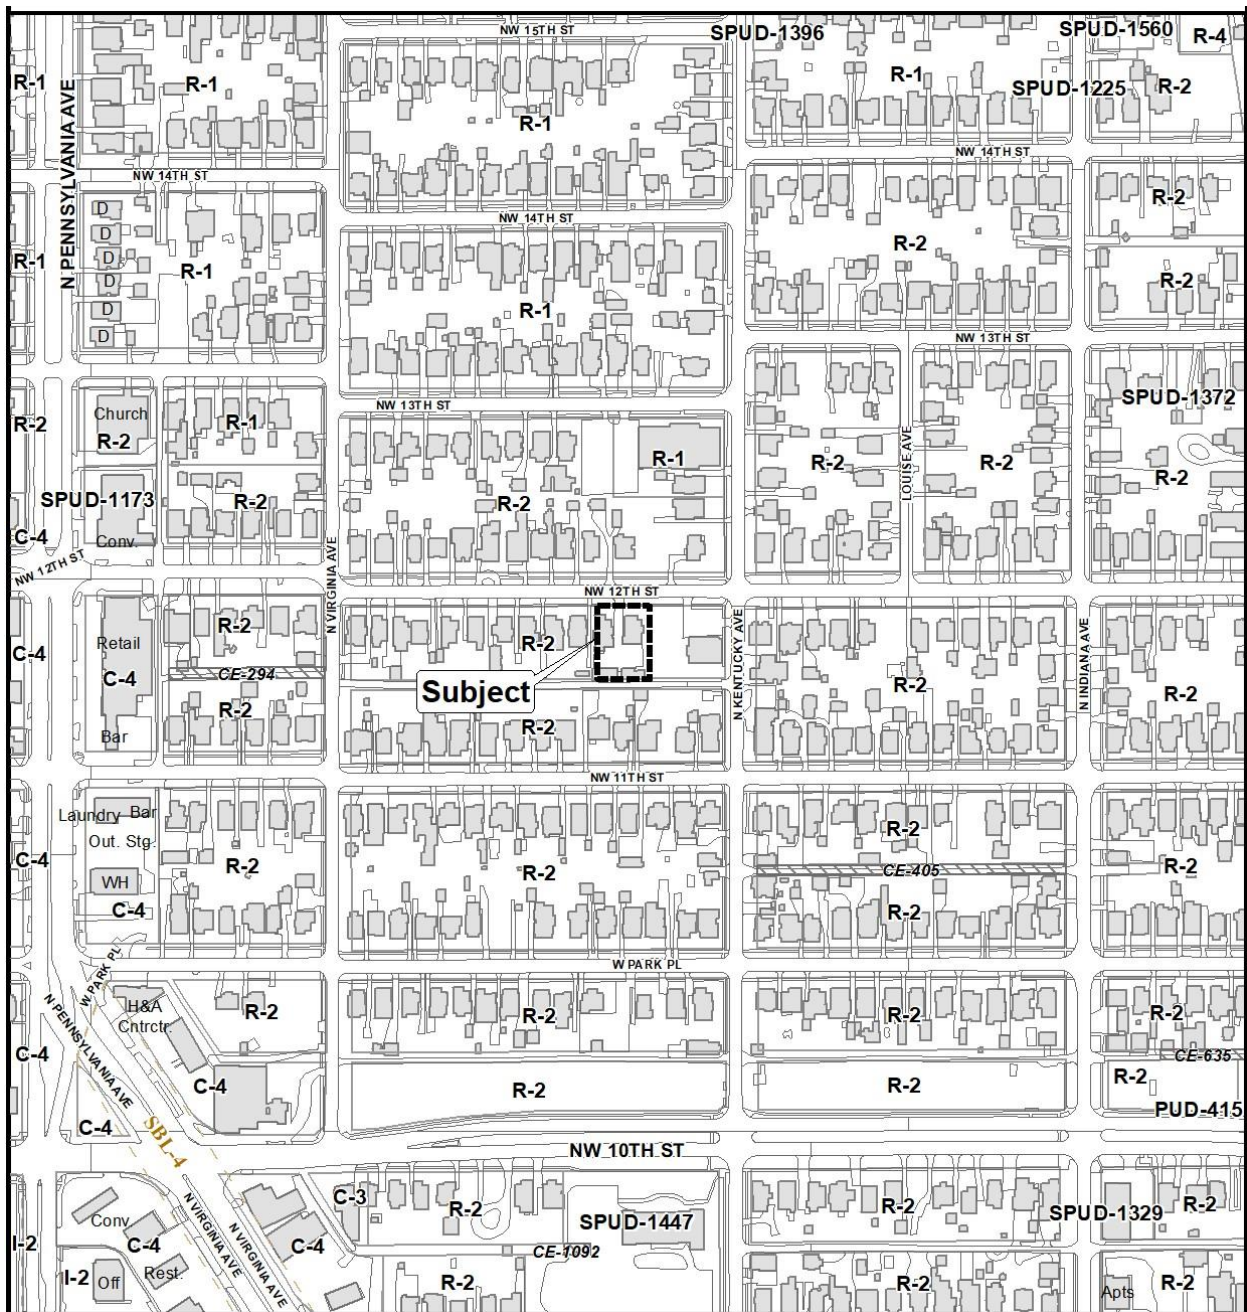 NW 15TH ST
SPUD-1396
SPUD-1560
R-4
R-1
N PENNSYLVANIA AVE
R-1
R-1
R-1
SPUD-1225
R-2
NW 14TH ST
NW 14TH ST
NW 14TH ST
R-2
D
D
D
D
D
D
R-1
R-1
R-1
R-2
R-2
NW 13TH ST
NW 13TH ST
SPUD-1372
R-2
Church
R-2
R-1
R-1
R-2
LOUISE AVE
R-2
R-2
SPUD-1173
R-2
R-2
C-4
Conv.
NW 12TH ST
N VIRGINIA AVE
NW 12TH ST
C-4
Retail
C-4
Bar
R-2
CE-294
R-2
R-2
Subject
R-2
N KENTUCKY AVE
R-2
N INDIANA AVE
R-2
NW 11TH ST
Laundry
Bar
Out. Stg.
C-4
WH
C-4
R-2
R-2
R-2
CE-405
R-2
R-2
W PARK PL
W PARK PL
N PENNSYLVANIA AVE
H&A
Cntrctr.
R-2
R-2
R-2
R-2
C-4
CE-635
C-4
R-2
R-2
R-2
PUD-415
C-4
SBL-4
NW 10TH ST
N VIRGINIA AVE
N VIRGINIA AVE
C-3
R-2
SPUD-1447
R-2
SPUD-1329
R-2
Conv
C-4
C-4
CE-1092
I-2
I-2
Off
Rest.
R-2
R-2
Apts
R-2